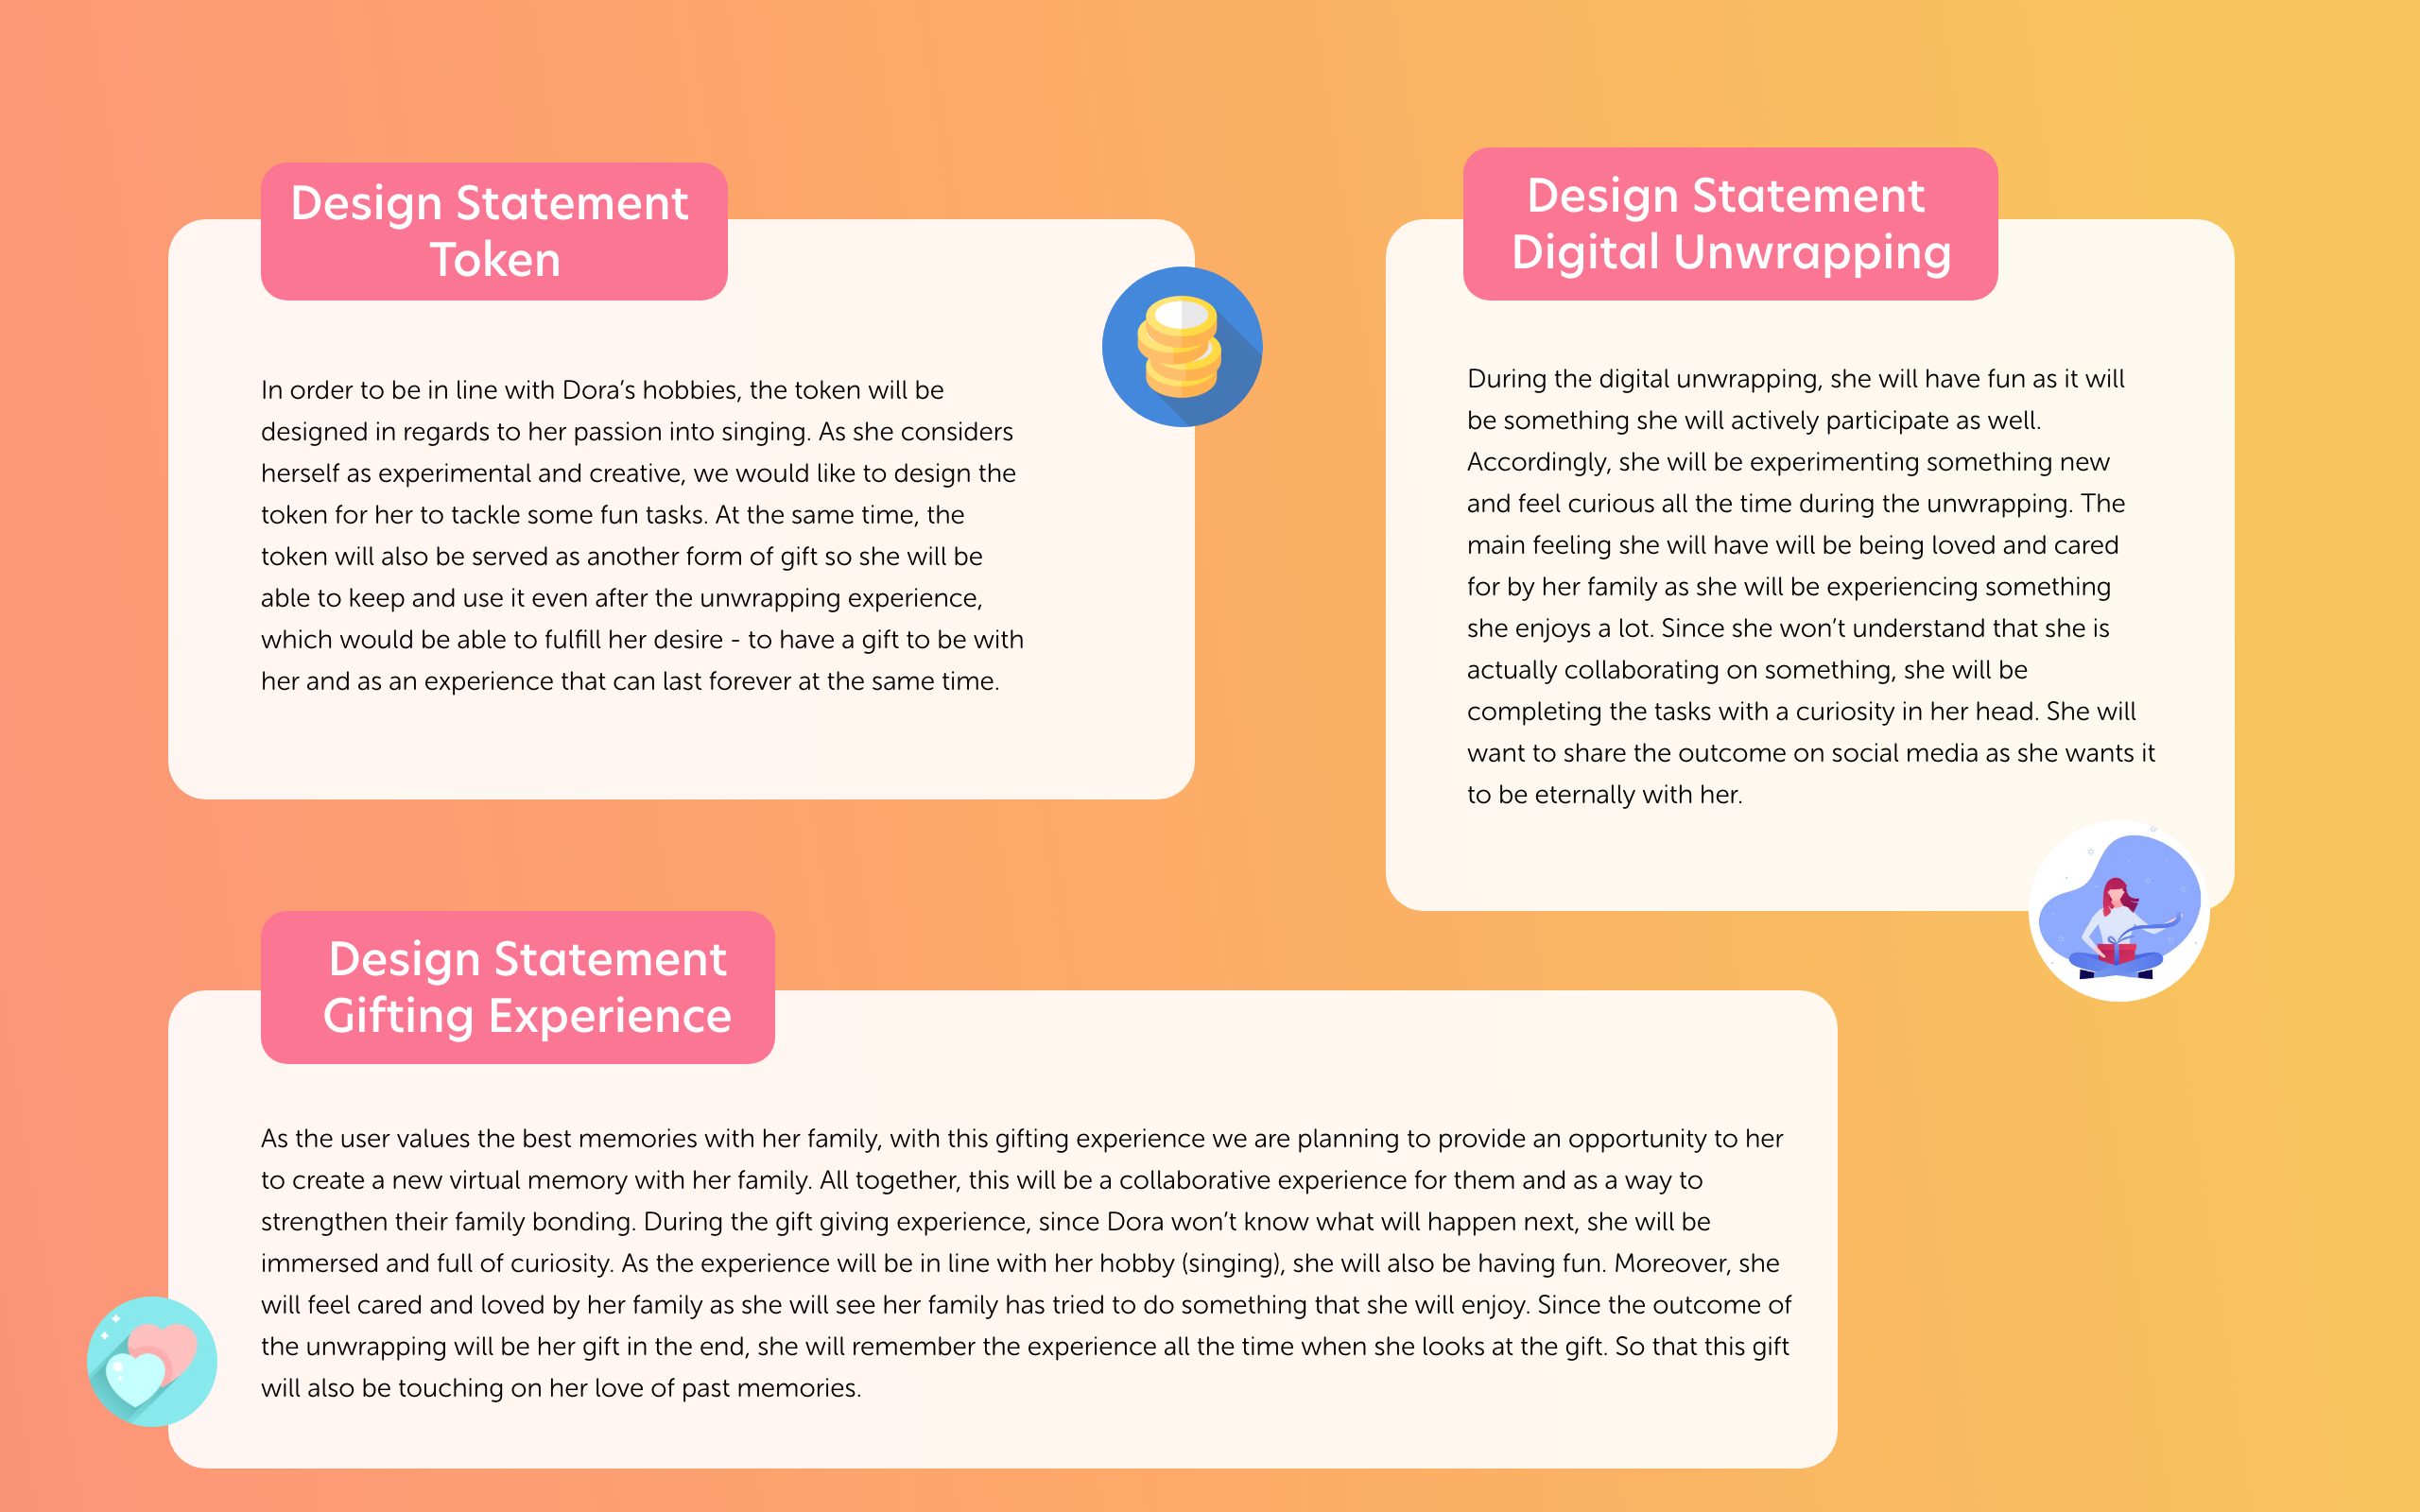 Design Statement
Token
In order to be in line with Dora’s hobbies, the token will be
designed in regards to her passion into singing. As she considers
herself as experimental and creative, we would like to design the
token for her to tackle some fun tasks. At the same time, the
token will also be served as another form of gift so she will be
able to keep and use it even after the unwrapping experience,
which would be able to fulfill her desire - to have a gift to be with
her and as an experience that can last forever at the same time.
Design Statement
Digital Unwrapping
During the digital unwrapping, she will have fun as it will
be something she will actively participate as well.
Accordingly, she will be experimenting something new
and feel curious all the time during the unwrapping. The
main feeling she will have will be being loved and cared
for by her family as she will be experiencing something
she enjoys a lot. Since she won’t understand that she is
actually collaborating on something, she will be
completing the tasks with a curiosity in her head. She will
want to share the outcome on social media as she wants it
to be eternally with her.
Design Statement
Gifting Experience
As the user values the best memories with her family, with this gifting experience we are planning to provide an opportunity to her
to create a new virtual memory with her family. All together, this will be a collaborative experience for them and as a way to
strengthen their family bonding. During the gift giving experience, since Dora won’t know what will happen next, she will be
immersed and full of curiosity. As the experience will be in line with her hobby (singing), she will also be having fun. Moreover, she
will feel cared and loved by her family as she will see her family has tried to do something that she will enjoy. Since the outcome of
the unwrapping will be her gift in the end, she will remember the experience all the time when she looks at the gift. So that this gift
will also be touching on her love of past memories.